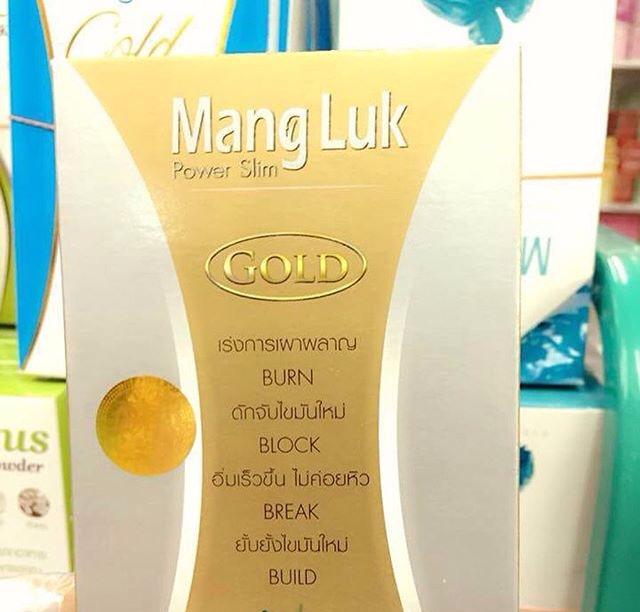 Gold
Mang Luk
Power Slim
GOLD
เร่งการเผาผลาญ
BURN
ดักจับไขมันใหม่
BLOCK
อิ่มเร็วขึ้น ไม่ค่อยหิว
BREAK
ยับยั้งไขมันใหม่
BUILD
nus
owder
M